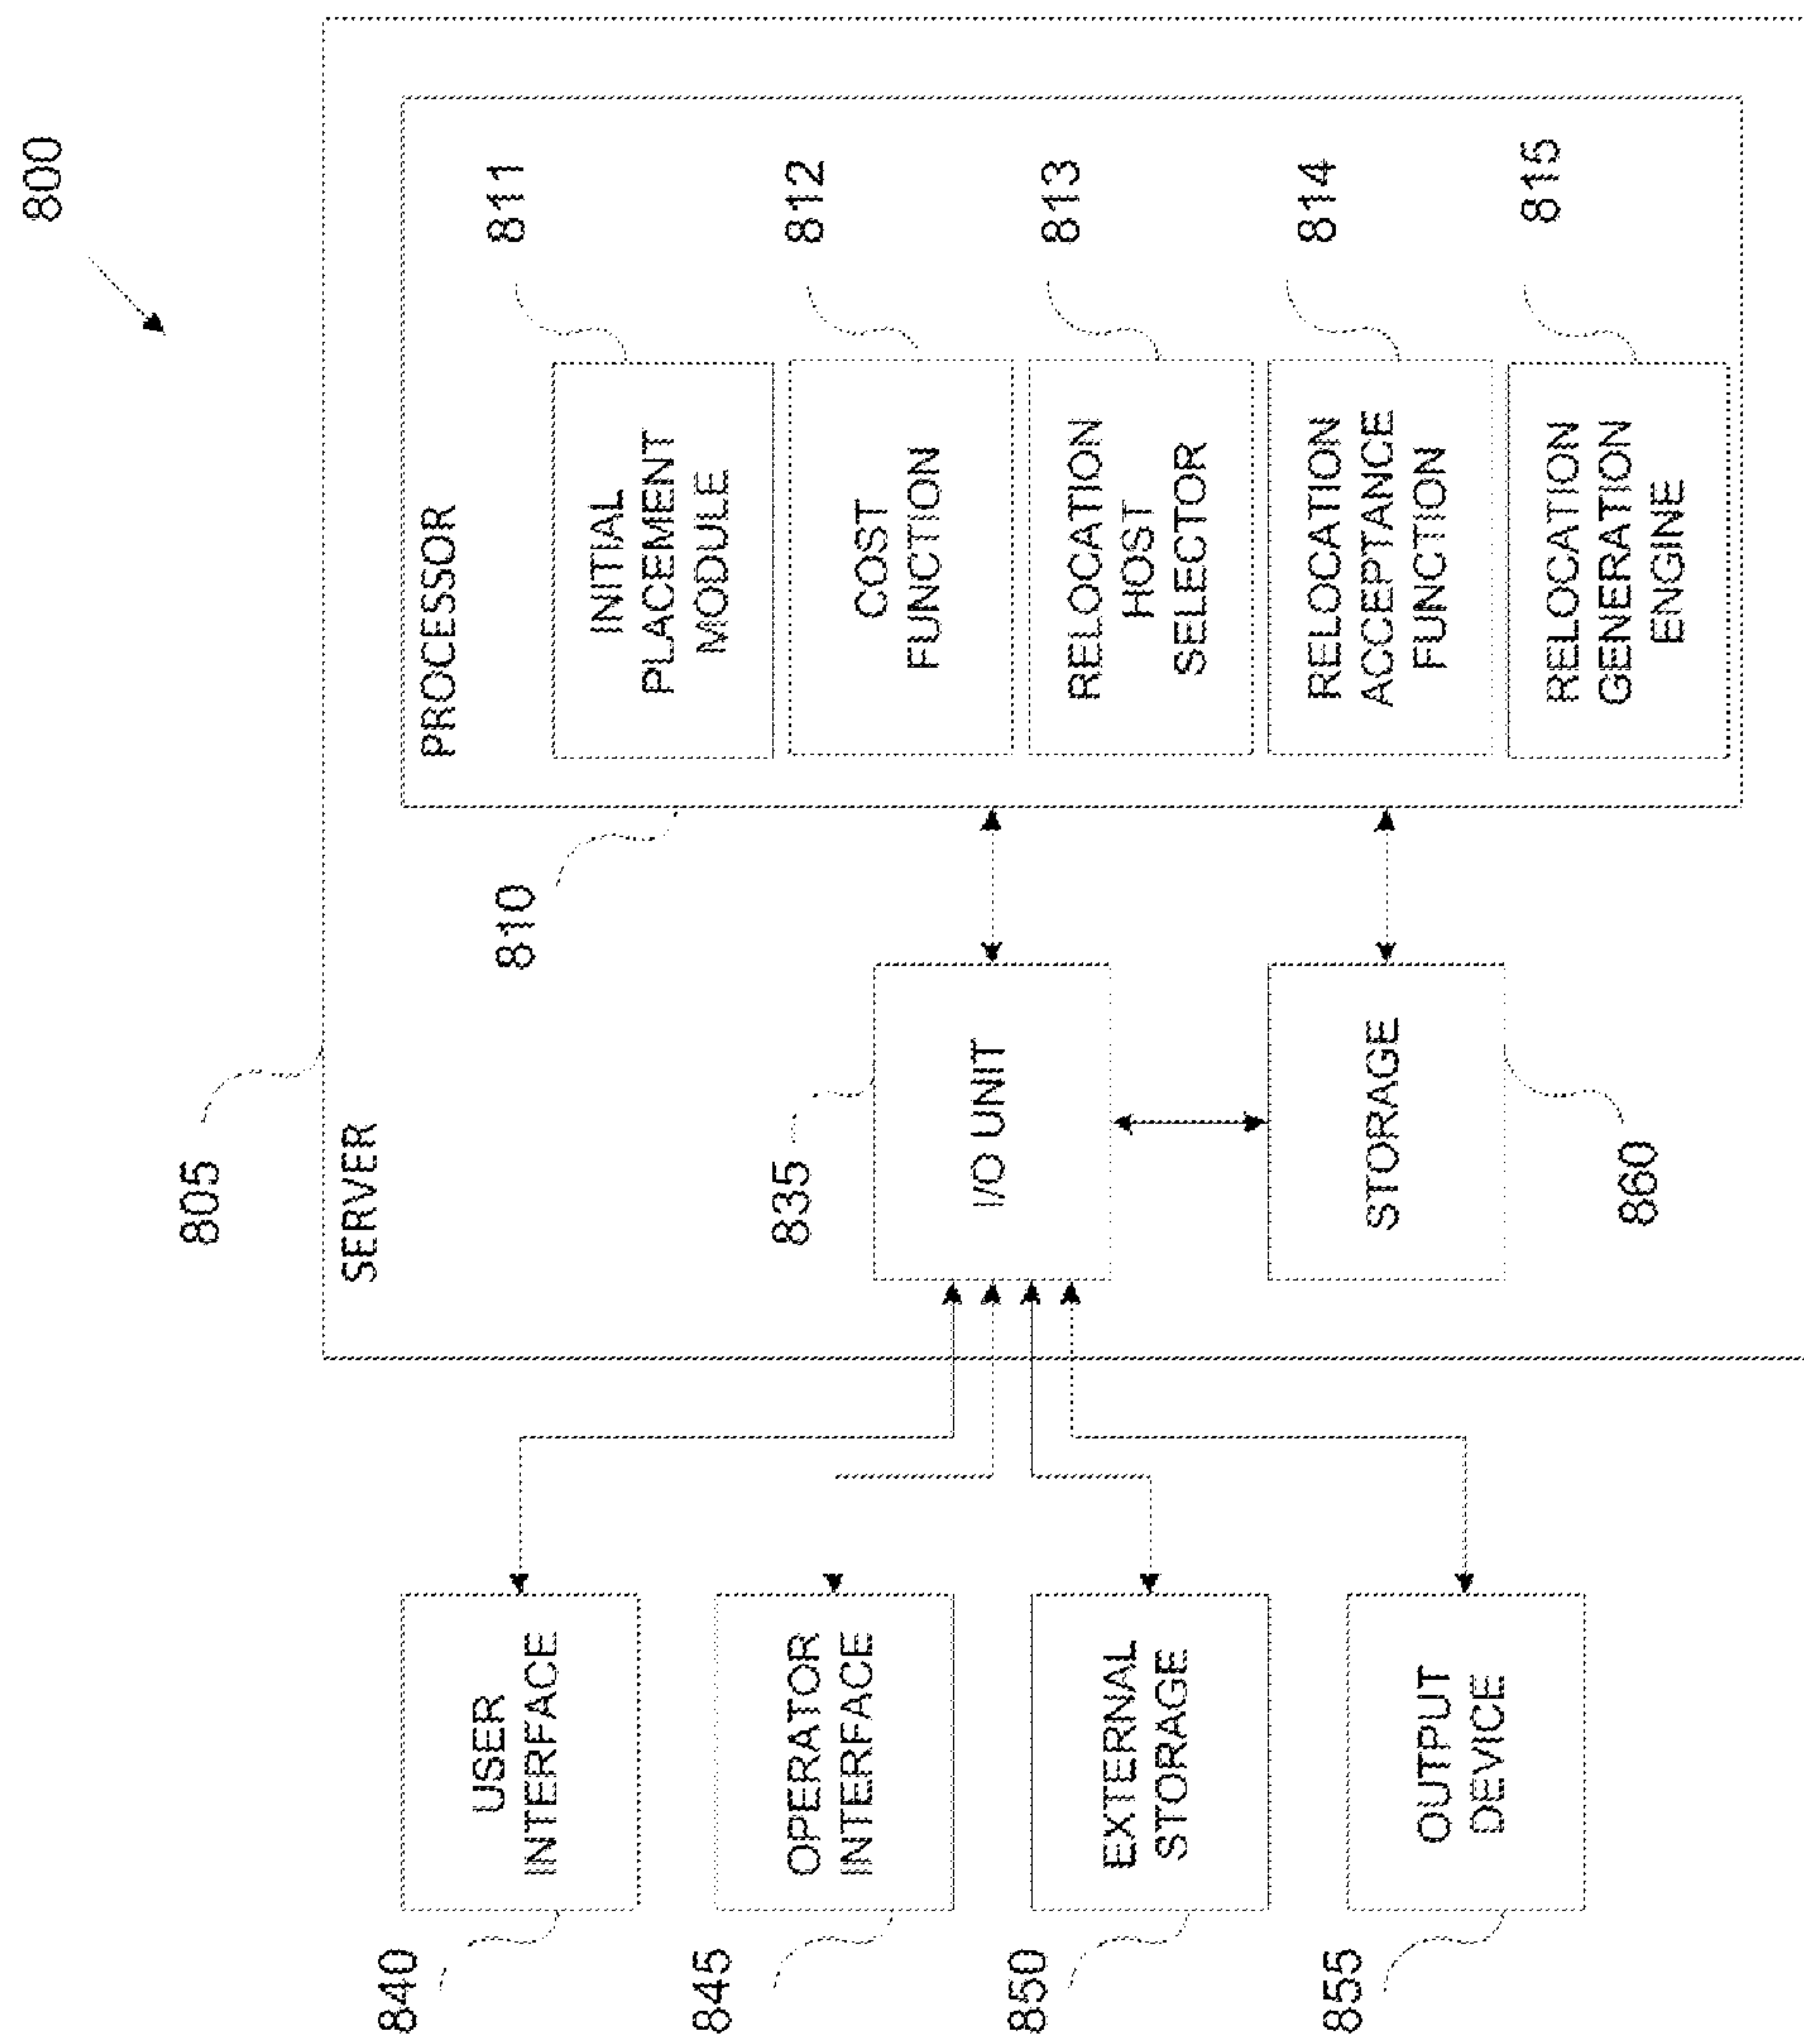 800
805
SERVER
810
PROCESSOR
INITIAL
PLACEMENT
MODULE
811
COST
FUNCTION
812
RELOCATION
HOST
SELECTOR
813
RELOCATION
ACCEPTANCE
FUNCTION
814
RELOCATION
GENERATION
ENGINE
815
835
I/O UNIT
STORAGE
860
USER
INTERFACE
840
OPERATOR
INTERFACE
845
EXTERNAL
STORAGE
850
OUTPUT
DEVICE
855